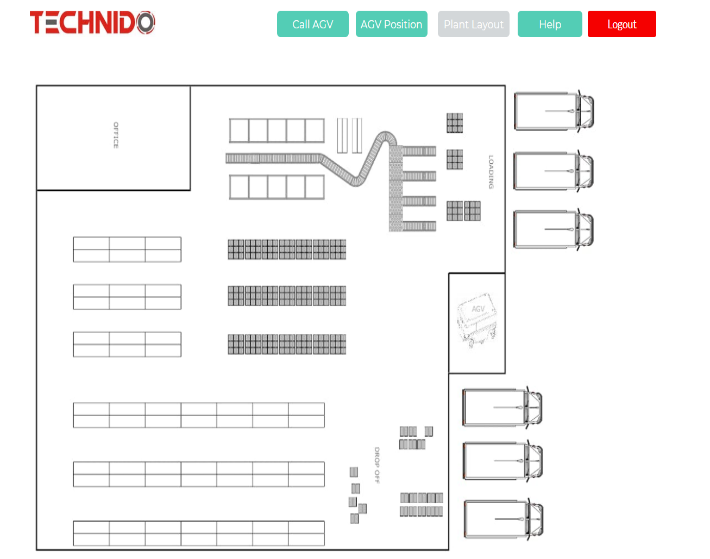 TECHNIDO
Call AGV
AGV Position
Plant Layout
Help
Logout
OFFICE
LOADING
AGV
DROP OFF